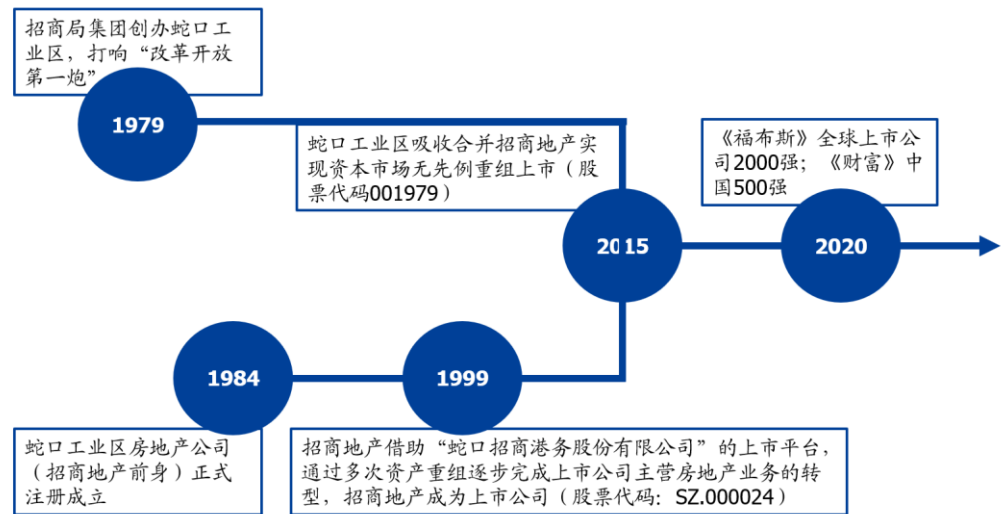 招商局集团创办蛇口工
业区，打响“改革开放
第一炮”
1979
蛇口工业区吸收合并招商地产实
现资本市场无先例重组上市（股
票代码001979）
《福布斯》全球上市公
司2000强；《财富》中
国500强
2015
2020
1984
1999
蛇口工业区房地产公司
（招商地产前身）正式
注册成立
招商地产借助“蛇口招商港务股份有限公司”的上市平台，
通过多次资产重组逐步完成上市公司主营房地产业务的转
型，招商地产成为上市公司（股票代码：SZ.000024）